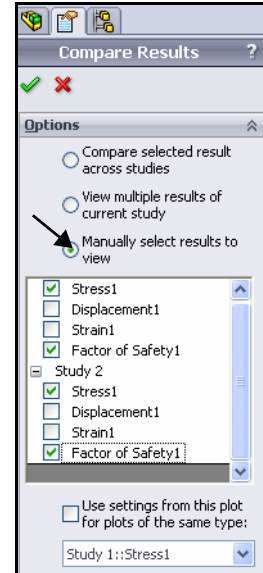 Compare Results ?
Options
Compare selected result
across studies
View multiple results of
current study
Manually select results to
view
Stress1
Displacement1
Strain1
Factor of Safety1
Study 2
Stress1
Displacement1
Strain1
Factor of Safety1
Use settings from this plot
for plots of the same type:
Study 1::Stress1